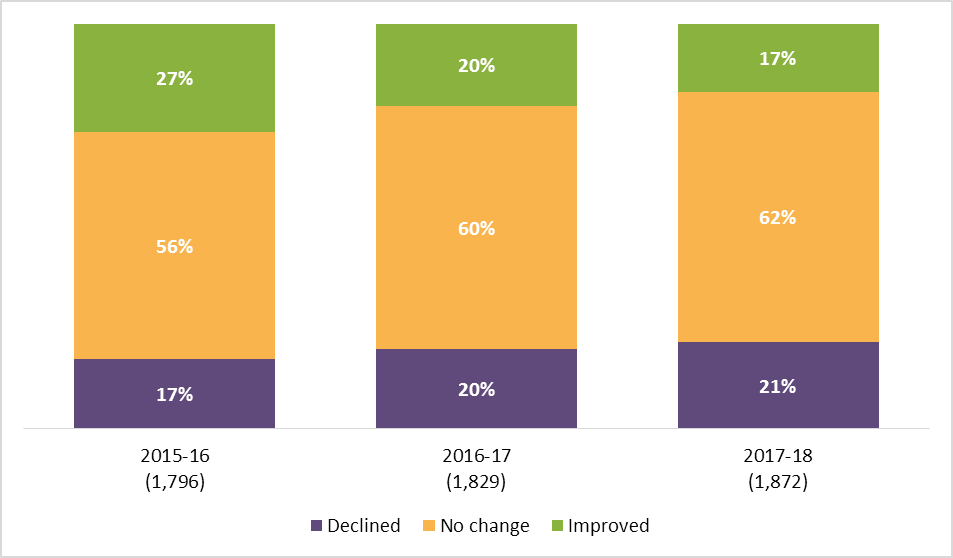 27% 20% 17%
56% 60% 62%
17% 20% 21%
2015-16 2016-17 2017-18
(1,796) (1,829) (1,872)
Declined No change Improved